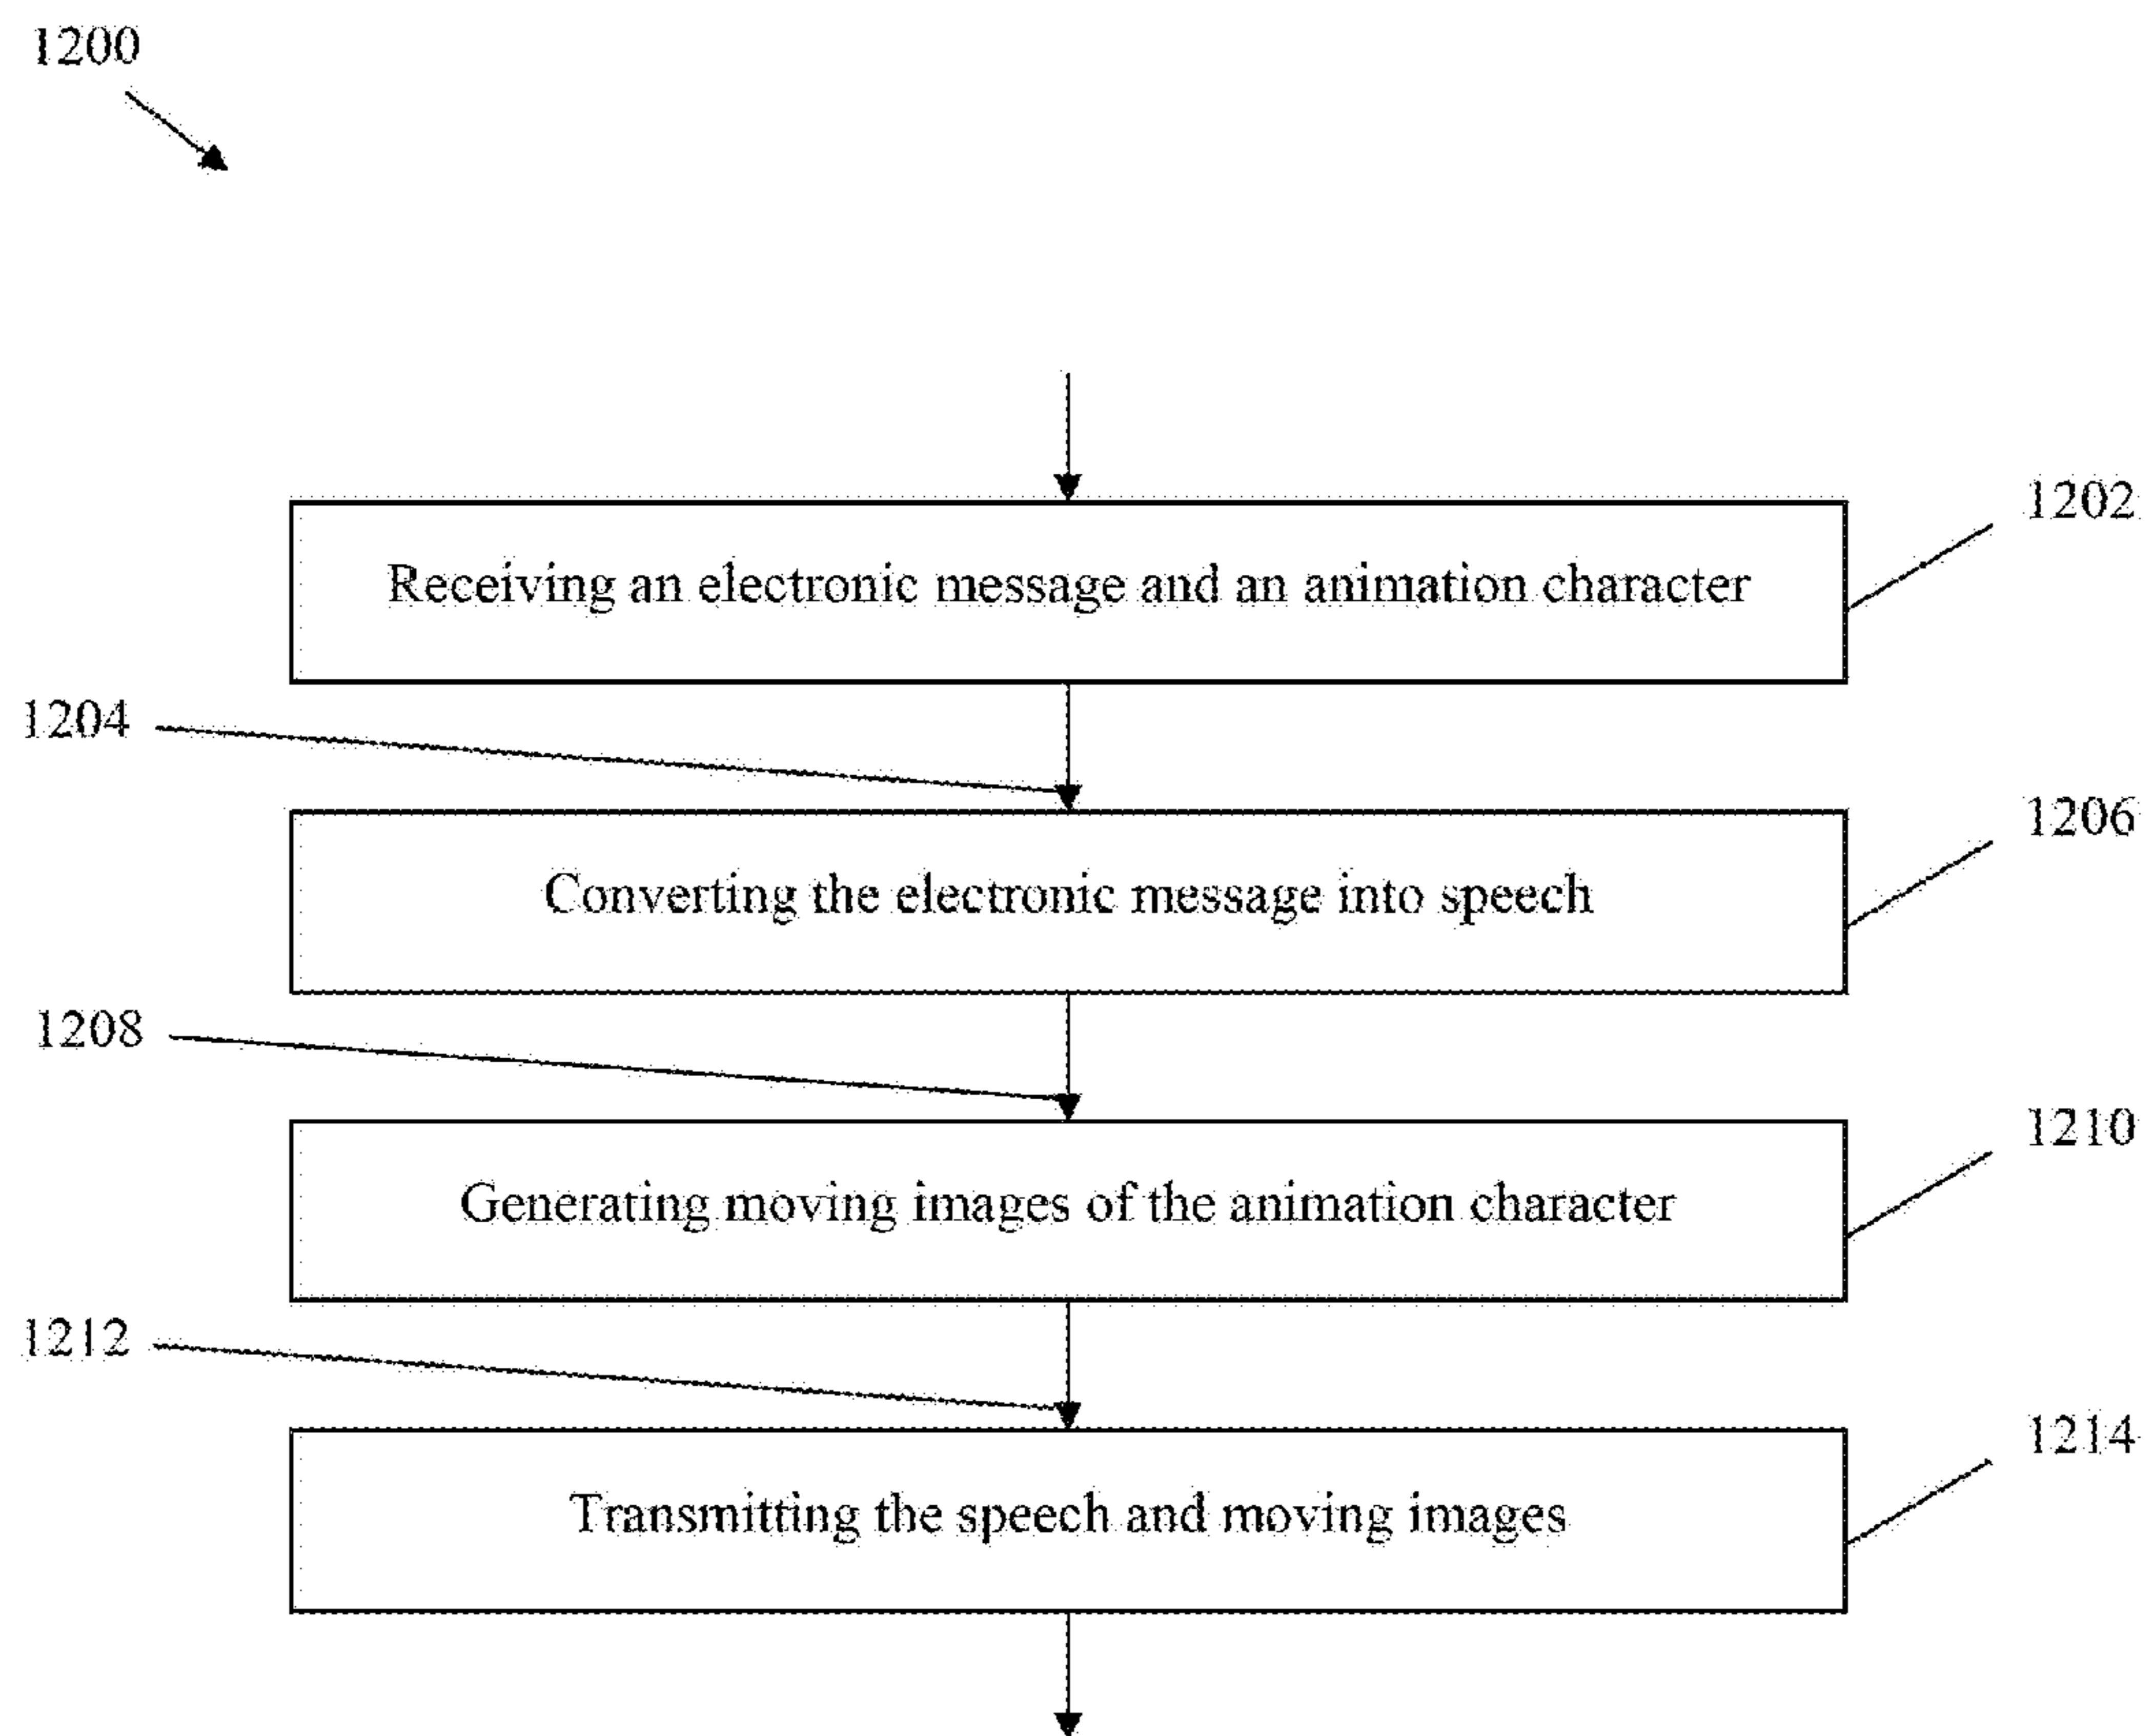 1200
1202
Receiving an electronic message and an animation character
1204
1206
Converting the electronic message into speech
1208
1210
Generating moving images of the animation character
1212
1214
Transmitting the speech and moving images